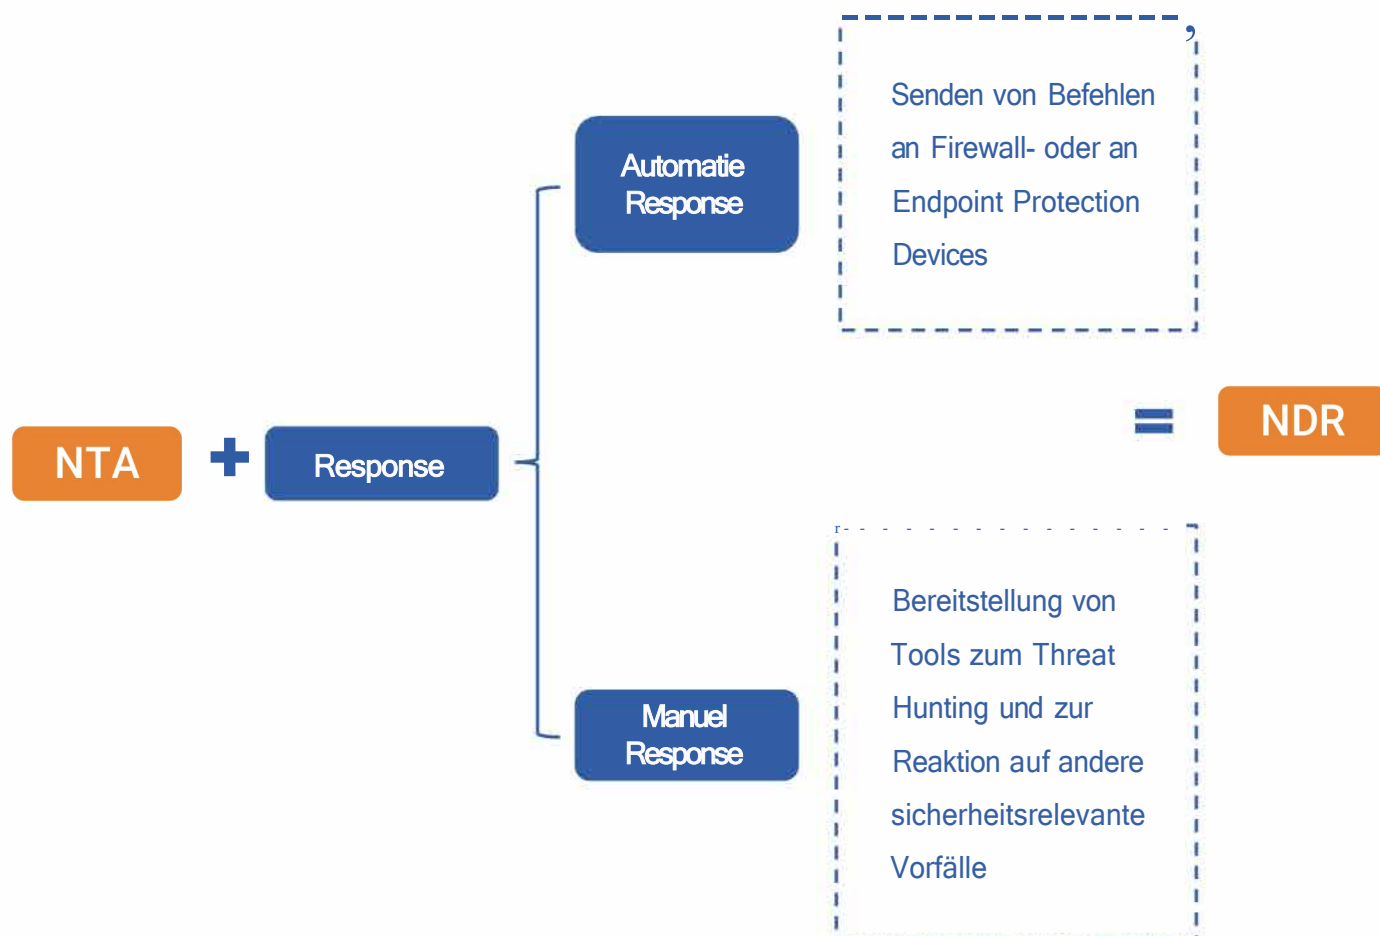 NTA
+
Response
Automatie
Response
Senden von Befehlen
an Firewall- oder an
Endpoint Protection
Devices
Manuel
Response
Bereitstellung von
Tools zum Threat
Hunting und zur
Reaktion auf andere
sicherheitsrelevante
Vorfälle
=
NDR